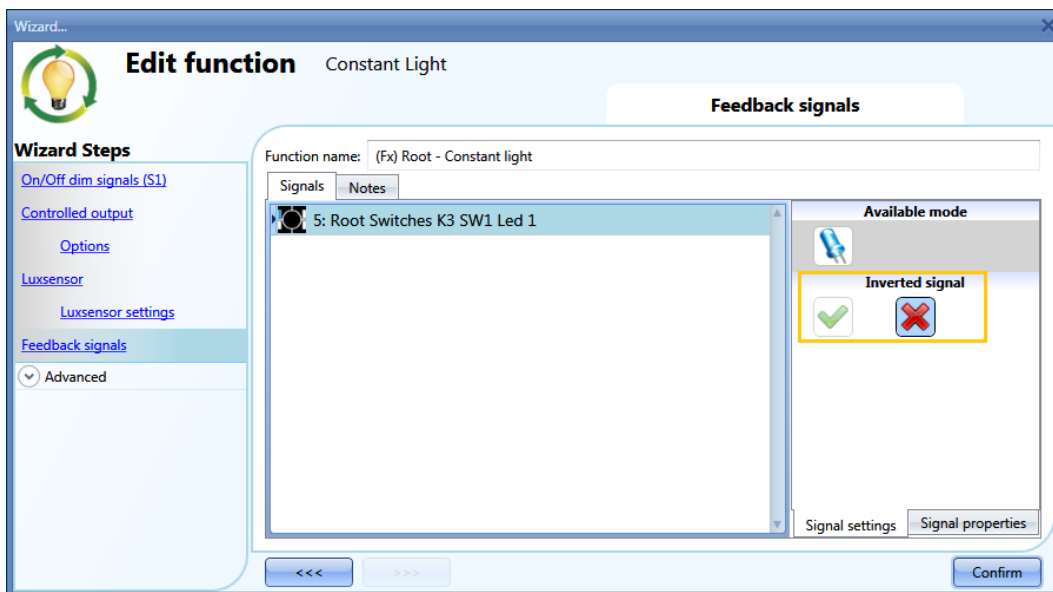 Wizard...
Edit function Constant Light
Feedback signals
Wizard Steps
On/Off dim signals (S1)
Controlled output
Options
Luxsensor
Luxsensor settings
Feedback signals
Advanced
Function name: (Fx) Root - Constant light
Signals Notes
5: Root Switches K3 SW1 Led 1
Available mode
Inverted signal
Signal settings Signal properties
<<< >>> Confirm